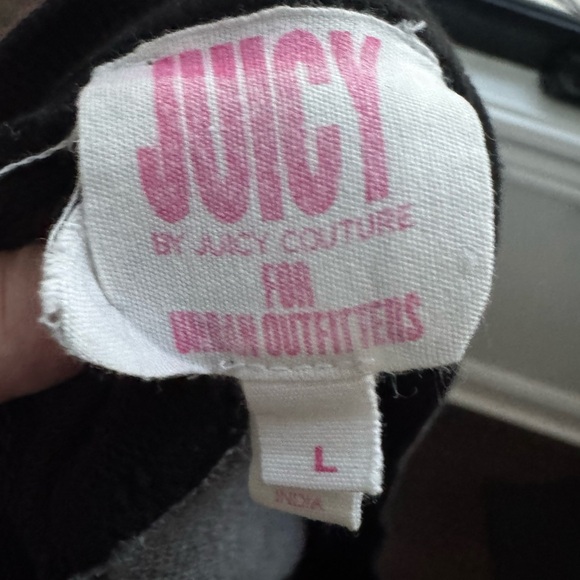 JUICY
BY JUICY COUTURE
FOR
URBAN OUTFITTERS
L
INDIA